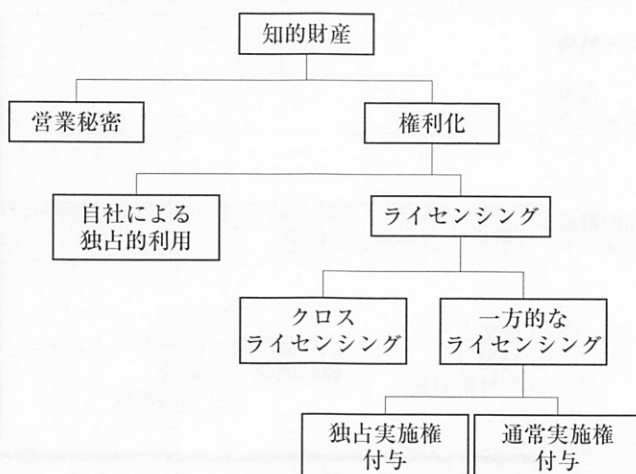 知的財産
営業秘密
権利化
自社による
独占的利用
ライセンシング
クロス
ライセンシング
一方的な
ライセンシング
独占実施権
付与
通常実施権
付与